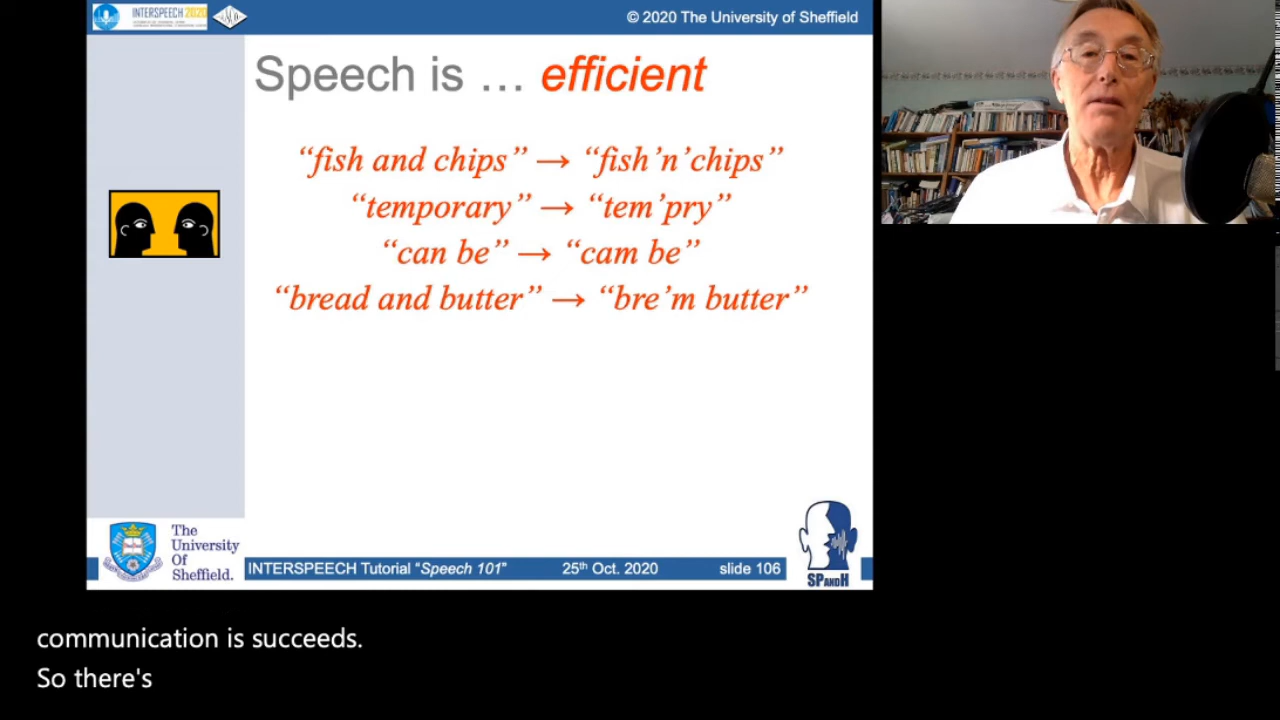 INTERSPEECH 2020
© 2020 The University of Sheffield
Speech is … efficient
“fish and chips” → “fish’n’chips”
“temporary” → “tem’pry”
“can be” → “cam be”
“bread and butter” → “bre’m butter”
The
University
Of
Sheffield.
INTERSPEECH Tutorial “Speech 101” 25th Oct. 2020 slide 106
SPANDH
communication is succeeds.
So there's